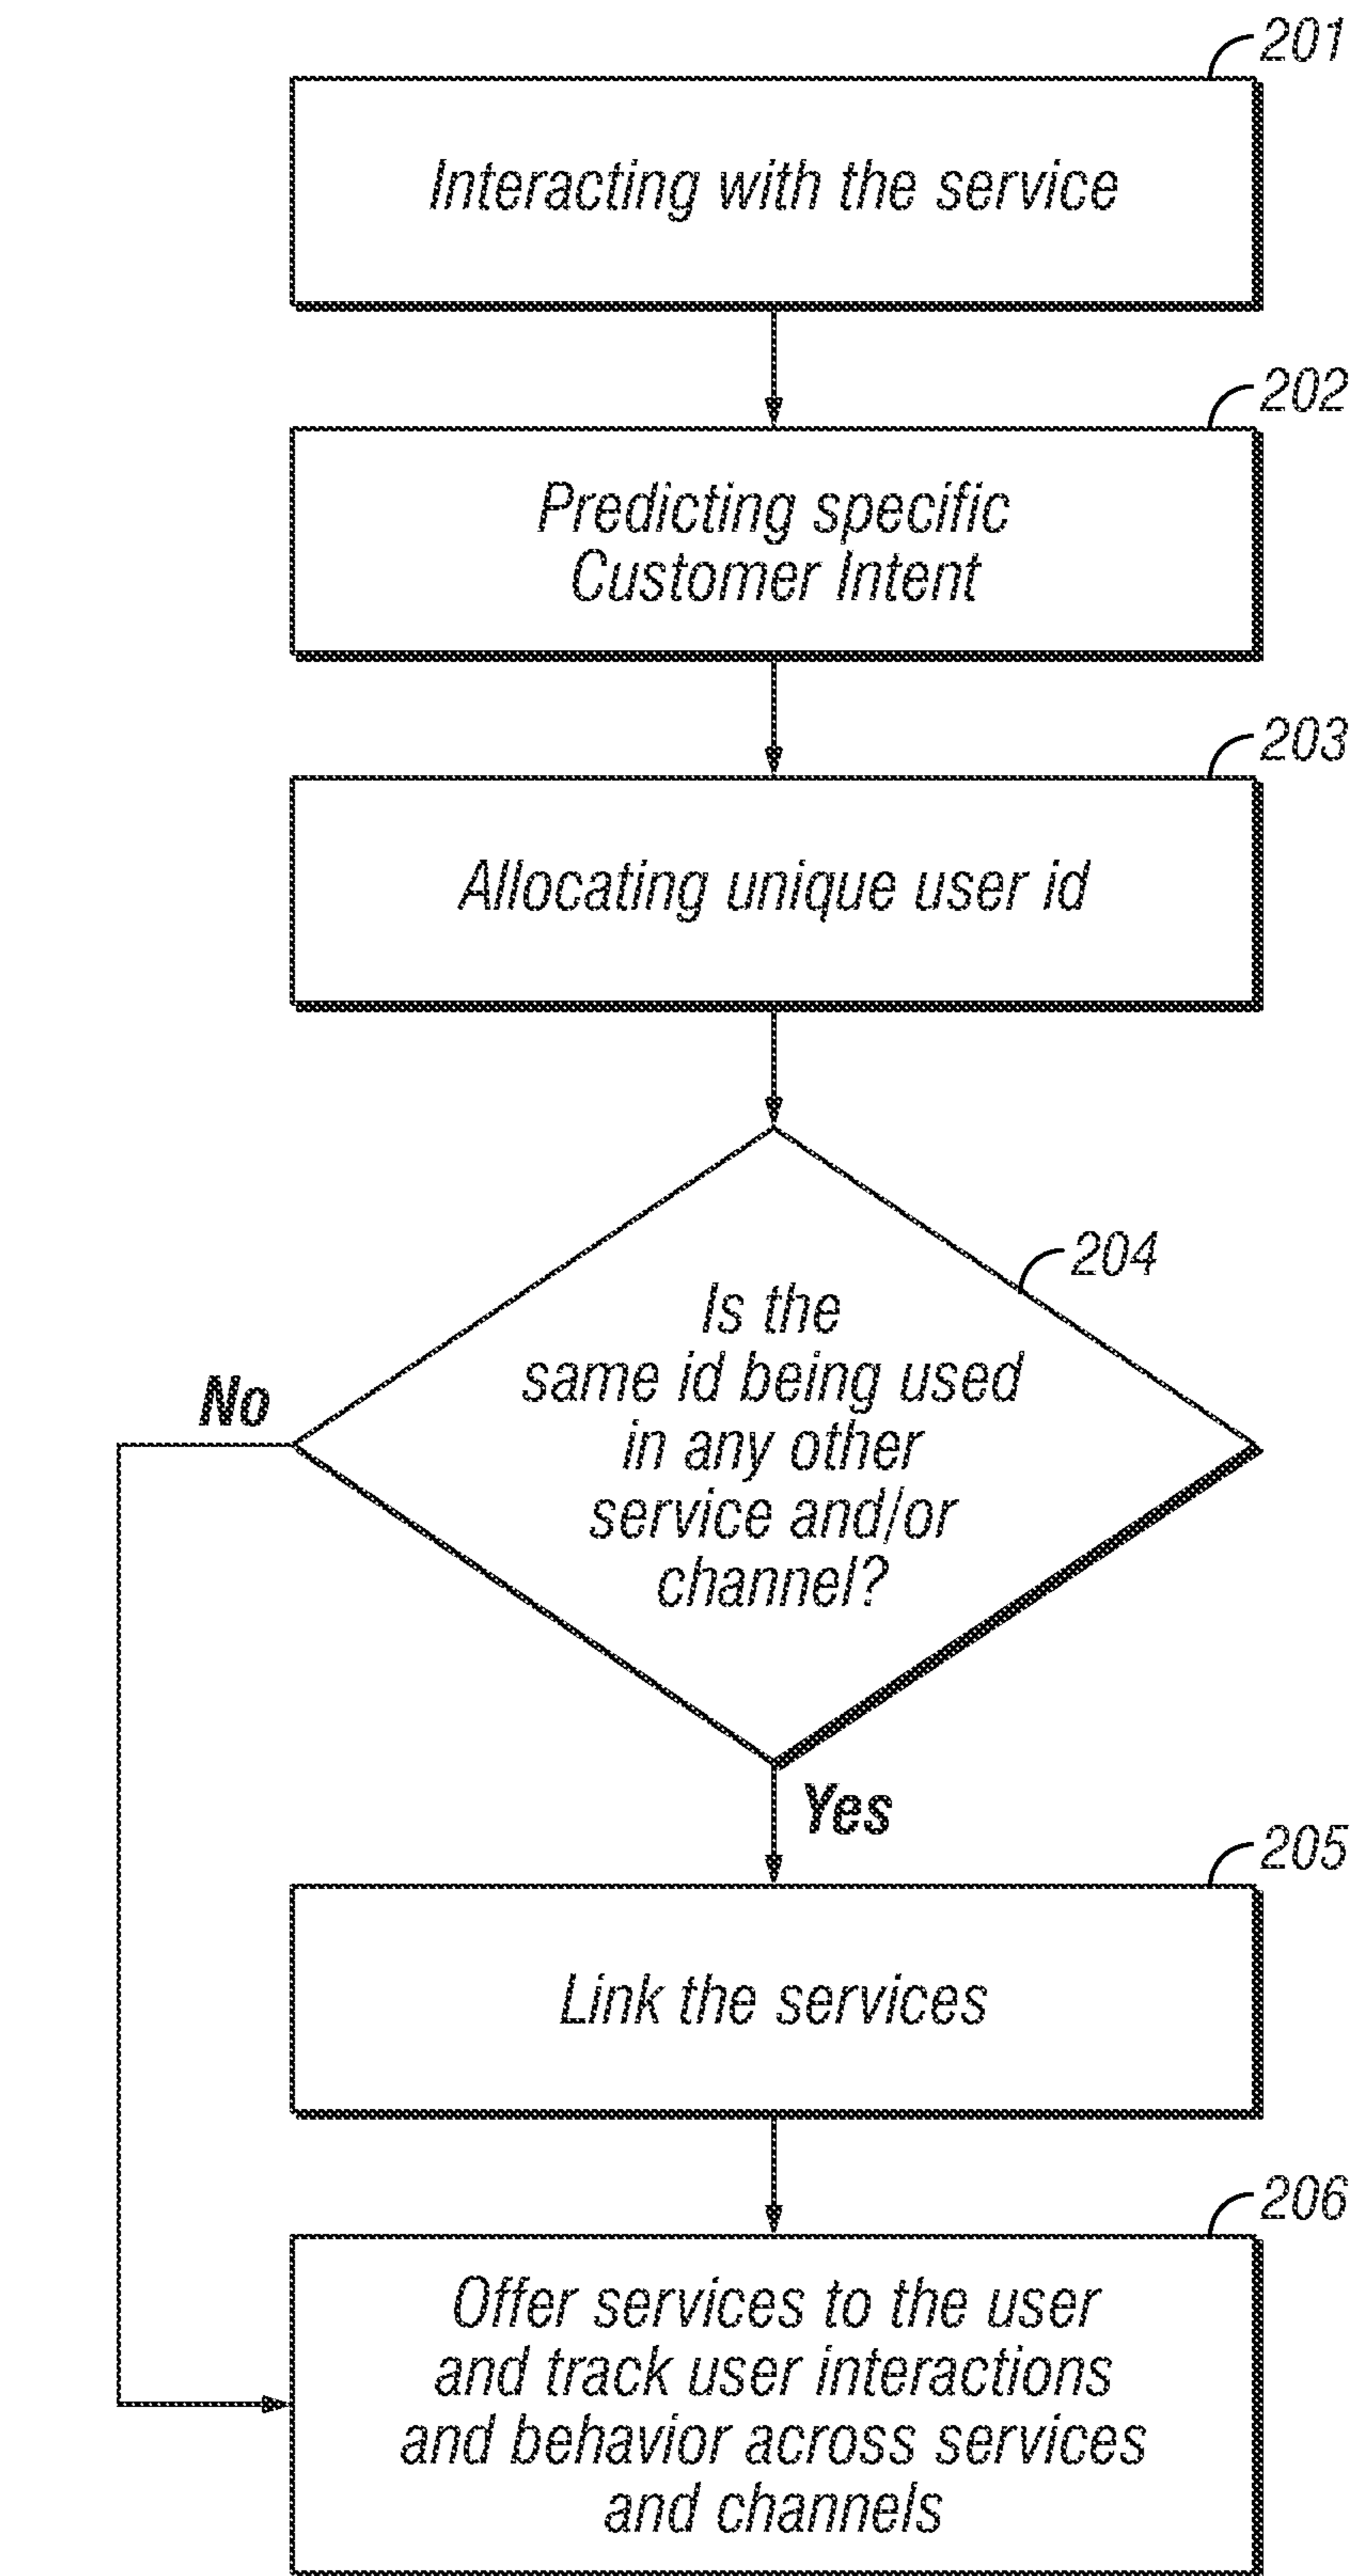 201
Interacting with the service
202
Predicting specific
Customer Intent
203
Allocating unique user id
204
Is the
same id being used
in any other
service and/or
channel?
No
Yes
205
Link the services
206
Offer services to the user
and track user interactions
and behavior across services
and channels